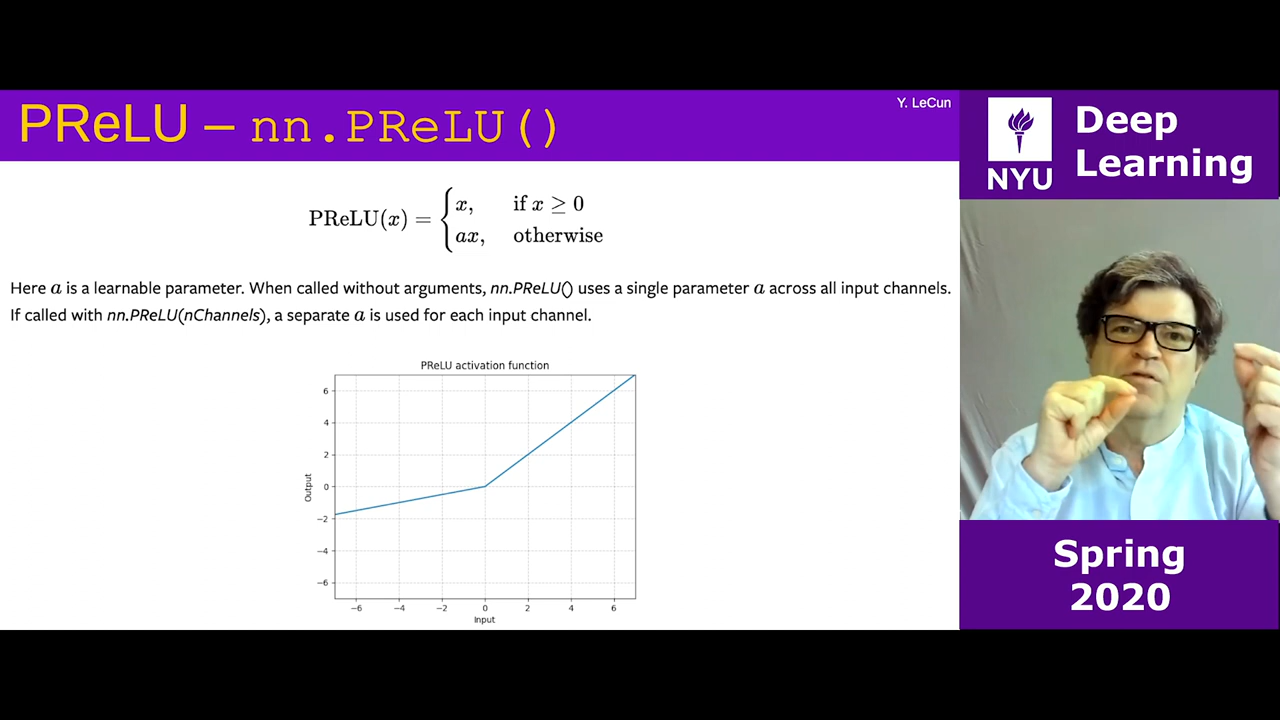 PReLU – nn.PReLU()
Y. LeCun
NYU
Deep
Learning
PReLU(x) = { x, if x ≥ 0
ax, otherwise
Here a is a learnable parameter. When called without arguments, nn.PReLU() uses a single parameter a across all input channels.
If called with nn.PReLU(nChannels), a separate a is used for each input channel.
PReLU activation function
6
4
2
0
−2
−4
−6
Output
−6 −4 −2 0 2 4 6
Input
Spring
2020